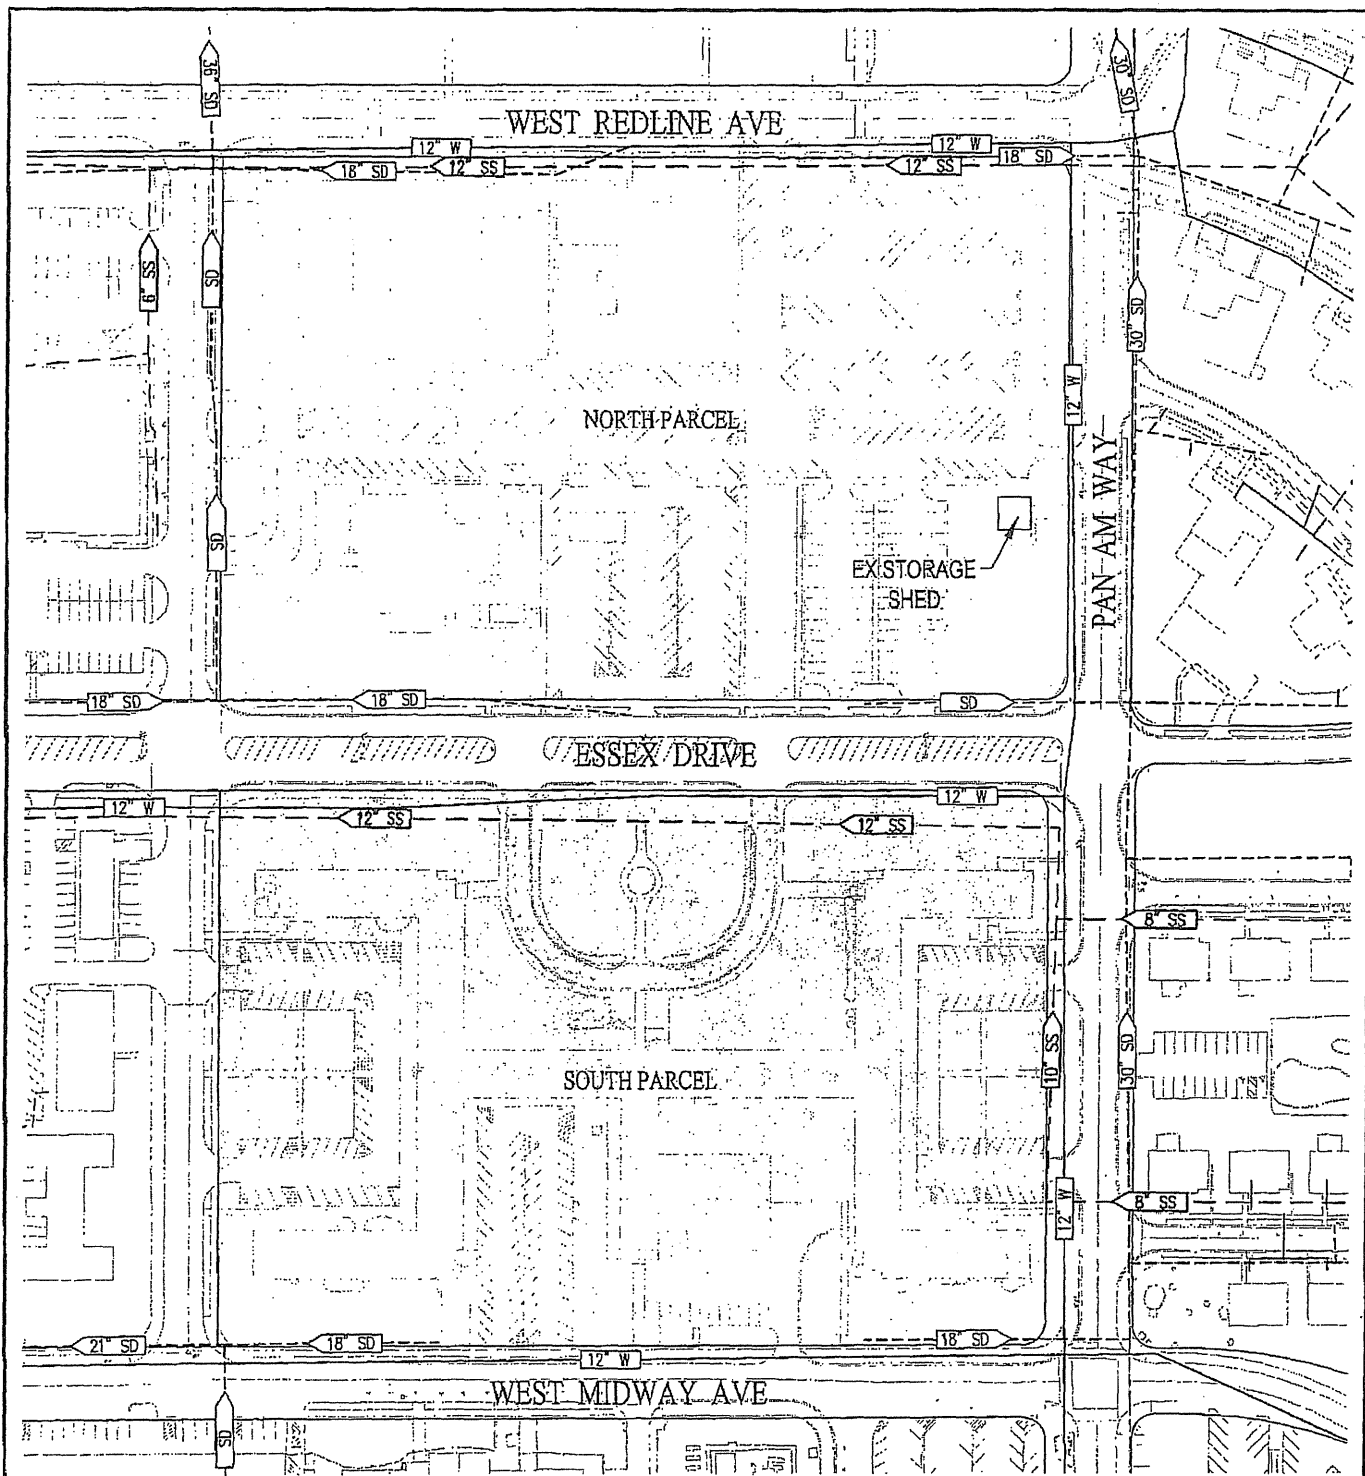 36" SD
30" SD
WEST REDLINE AVE
12" W
12" W
18" SD
12" SS
12" SS
18" SD
6" SS
SD
30" SD
12" W
NORTH PARCEL
PAN AM WAY
SD
EX STORAGE
SHED
18" SD
18" SD
SD
ESSEX DRIVE
12" W
12" W
12" SS
12" SS
8" SS
10" SS
30" SD
SOUTH PARCEL
12" W
8" SS
21" SD
18" SD
18" SD
12" W
WEST MIDWAY AVE
SD